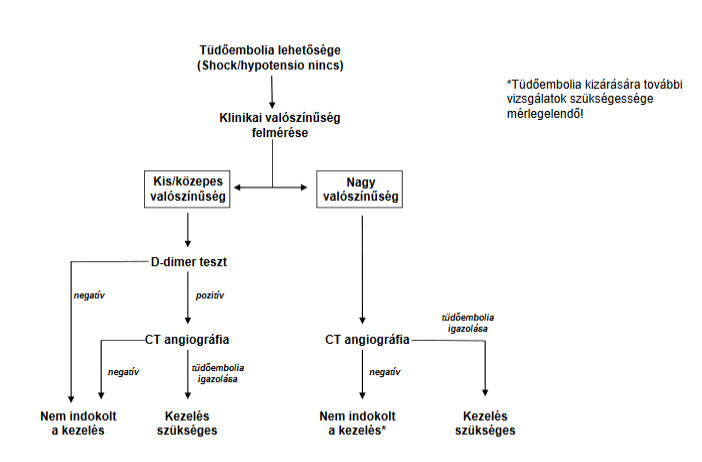 Tüdőembolia lehetősége
(Shock/hypotensio nincs)
*Tüdőembolia kizárására további
vizsgálatok szükségessége
mérlegelendő!
Klinikai valószínűség
felmérése
Kis/közepes
valószínűség
Nagy
valószínűség
D-dimer teszt
negatív
pozitív
tüdőembolia
igazolása
CT angiográfia
CT angiográfia
negatív
tüdőembolia
igazolása
negatív
Nem indokolt
a kezelés
Kezelés
szükséges
Nem indokolt
a kezelés*
Kezelés
szükséges